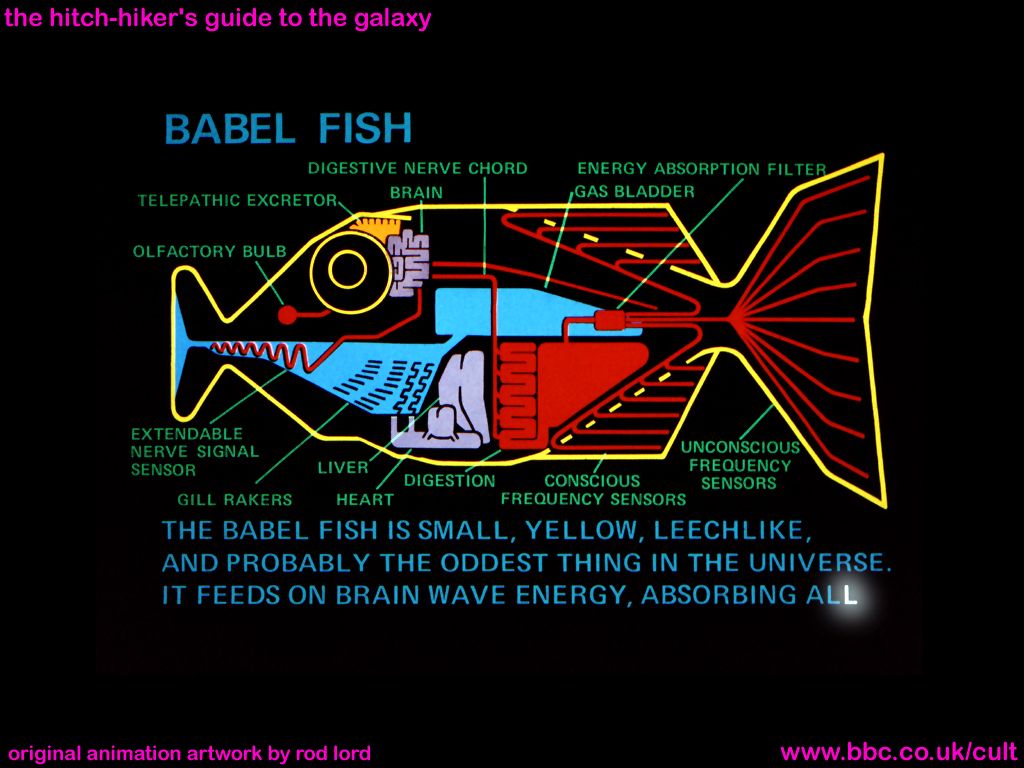 the hitch-hiker's guide to the galaxy
BABEL FISH
DIGESTIVE NERVE CHORD
ENERGY ABSORPTION FILTER
BRAIN
GAS BLADDER
TELEPATHIC EXCRETOR
OLFACTORY BULB
EXTENDABLE
NERVE SIGNAL
SENSOR
GILL RAKERS
LIVER
HEART
DIGESTION
CONSCIOUS
FREQUENCY SENSORS
UNCONSCIOUS
FREQUENCY
SENSORS
THE BABEL FISH IS SMALL, YELLOW, LEECHLIKE,
AND PROBABLY THE ODDEST THING IN THE UNIVERSE.
IT FEEDS ON BRAIN WAVE ENERGY, ABSORBING ALL
original animation artwork by rod lord
www.bbc.co.uk/cult